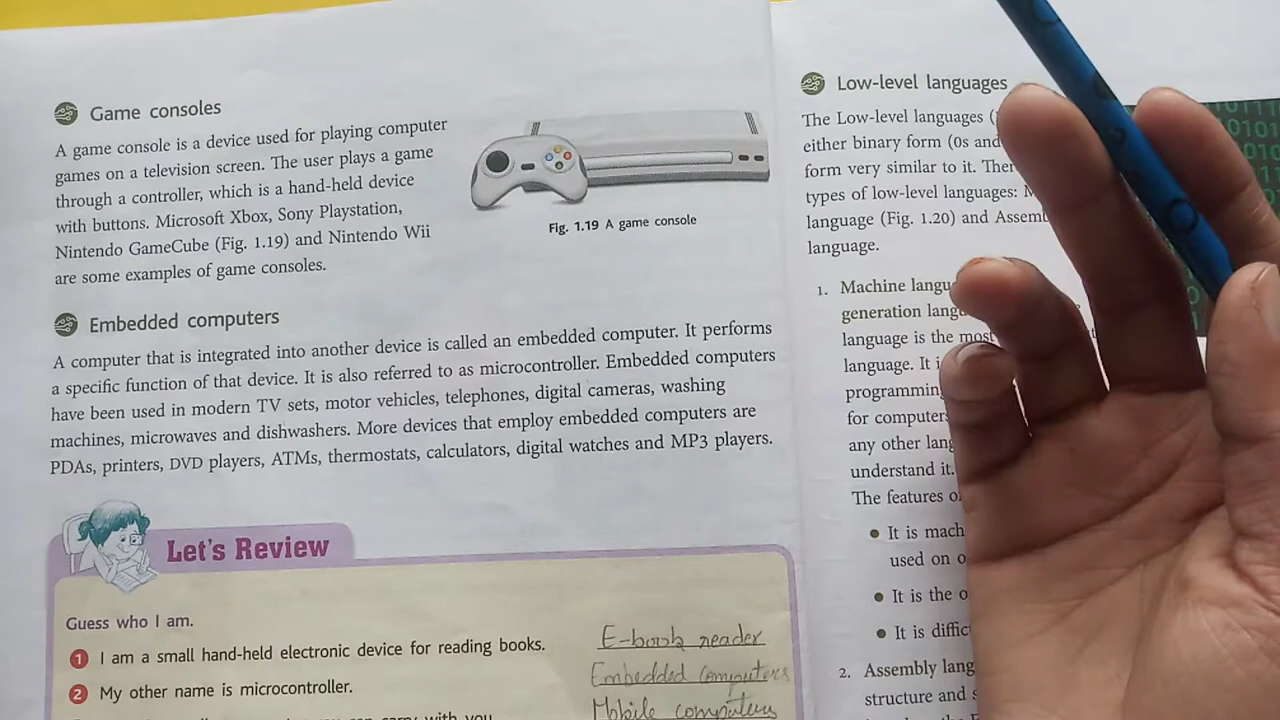 Game consoles
A game console is a device used for playing computer
games on a television screen. The user plays a game
through a controller, which is a hand-held device
with buttons. Microsoft Xbox, Sony Playstation,
Nintendo GameCube (Fig. 1.19) and Nintendo Wii
are some examples of game consoles.
Fig. 1.19 A game console
Embedded computers
A computer that is integrated into another device is called an embedded computer. It performs
a specific function of that device. It is also referred to as microcontroller. Embedded computers
have been used in modern TV sets, motor vehicles, telephones, digital cameras, washing
machines, microwaves and dishwashers. More devices that employ embedded computers are
PDAs, printers, DVD players, ATMs, thermostats, calculators, digital watches and MP3 players.
Let's Review
Guess who I am.
1 I am a small hand-held electronic device for reading books. E-book reader
2 My other name is microcontroller. Embedded computers
carry with you Mobile computers
Low-level languages
The Low-level languages (
either binary form (0s and
form very similar to it.
types of low-level languages:
language (Fig. 1.20) and
language.
1. Machine
generation
language is the most
language. It
for
any other
understand it.
The features
It is
used on
It is the
It is
2. Assembly
structure and